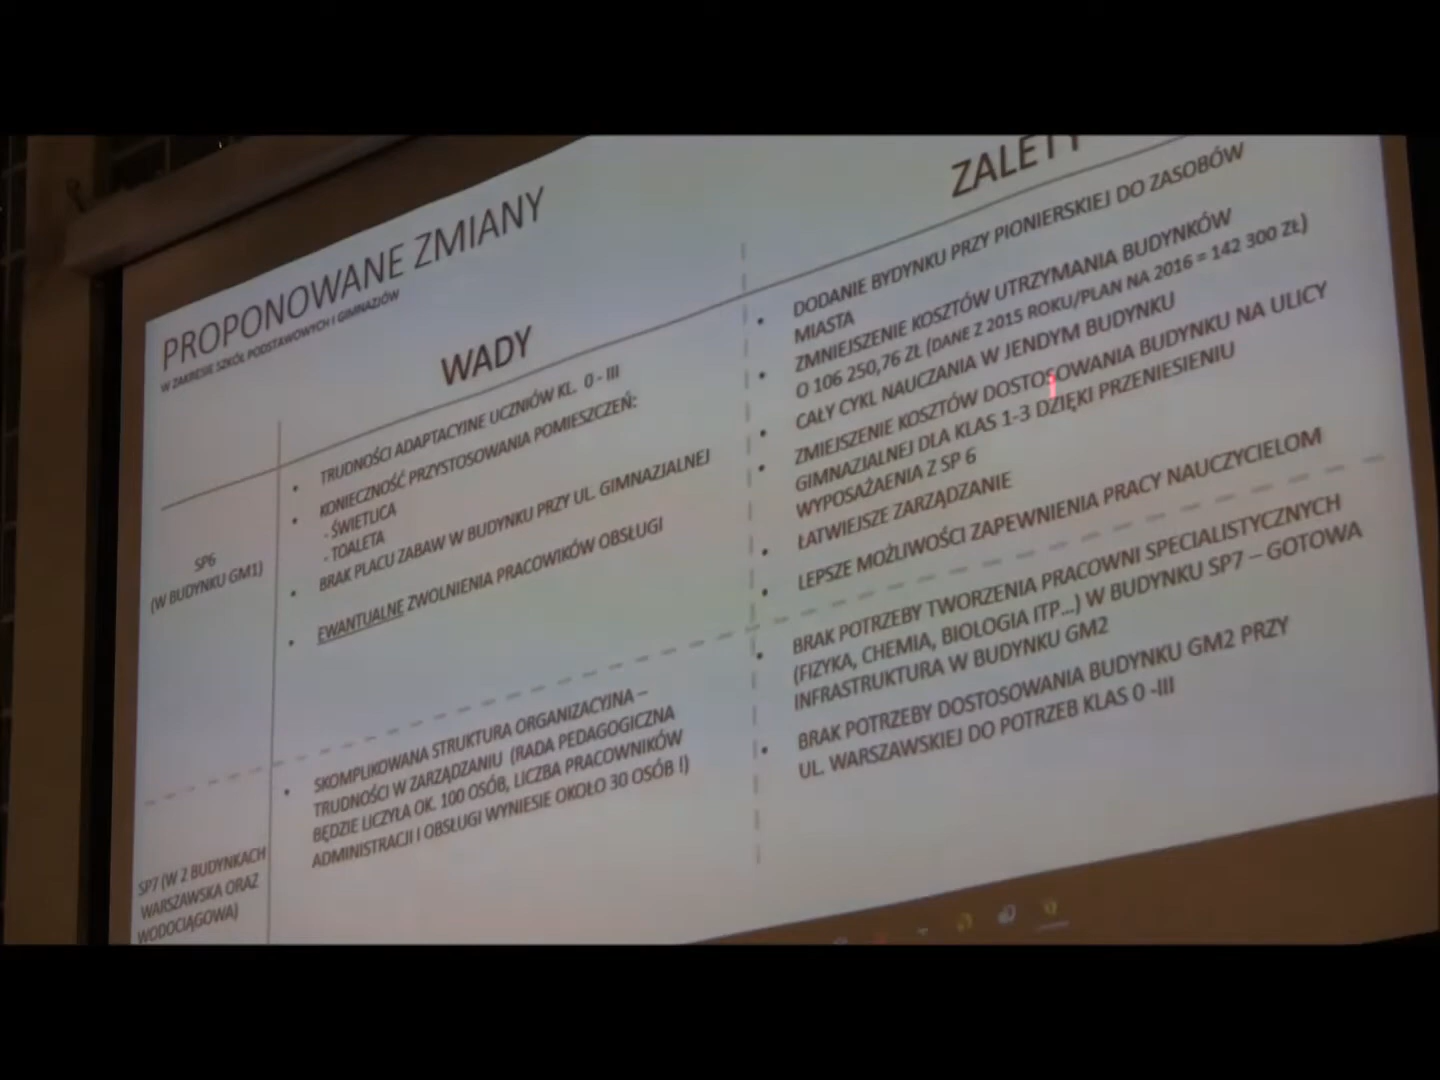 PROPONOWANE ZMIANY
W ZAKRESIE SZKÓŁ PODSTAWOWYCH I GIMNAZJÓW
WADY
ZALETY
SP6
(W BUDYNKU GM1)
• TRUDNOŚCI ADAPTACYJNE UCZNIÓW KL. 0 - III
• KONIECZNOŚĆ PRZYSTOSOWANIA POMIESZCZEŃ:
- ŚWIETLICA
- TOALETA
• BRAK PLACU ZABAW W BUDYNKU PRZY UL. GIMNAZJALNEJ
• EWANTUALNE ZWOLNIENIA PRACOWIKÓW OBSŁUGI
• DODANIE BYDYNKU PRZY PIONIERSKIEJ DO ZASOBÓW
MIASTA
• ZMNIEJSZENIE KOSZTÓW UTRZYMANIA BUDYNKÓW
O 106 250,76 ZŁ (DANE Z 2015 ROKU/PLAN NA 2016 = 142 300 ZŁ)
• CAŁY CYKL NAUCZANIA W JENDYM BUDYNKU
• ZMIEJSZENIE KOSZTÓW DOSTOSOWANIA BUDYNKU NA ULICY
GIMNAZJALNEJ DLA KLAS 1-3 DZIĘKI PRZENIESIENIU
WYPOSAŻAENIA Z SP 6
• ŁATWIEJSZE ZARZĄDZANIE
• LEPSZE MOŻLIWOŚCI ZAPEWNIENIA PRACY NAUCZYCIELOM
SP7 (W 2 BUDYNKACH
WARSZAWSKA ORAZ
WODOCIĄGOWA)
• SKOMPLIKOWANA STRUKTURA ORGANIZACYJNA –
TRUDNOŚCI W ZARZĄDZANIU (RADA PEDAGOGICZNA
BĘDZIE LICZYŁA OK. 100 OSÓB, LICZBA PRACOWNIKÓW
ADMINISTRACJI I OBSŁUGI WYNIESIE OKOŁO 30 OSÓB !)
• BRAK POTRZEBY TWORZENIA PRACOWNI SPECJALISTYCZNYCH
(FIZYKA, CHEMIA, BIOLOGIA ITP...) W BUDYNKU SP7 – GOTOWA
INFRASTRUKTURA W BUDYNKU GM2
• BRAK POTRZEBY DOSTOSOWANIA BUDYNKU GM2 PRZY
UL. WARSZAWSKIEJ DO POTRZEB KLAS 0 -III